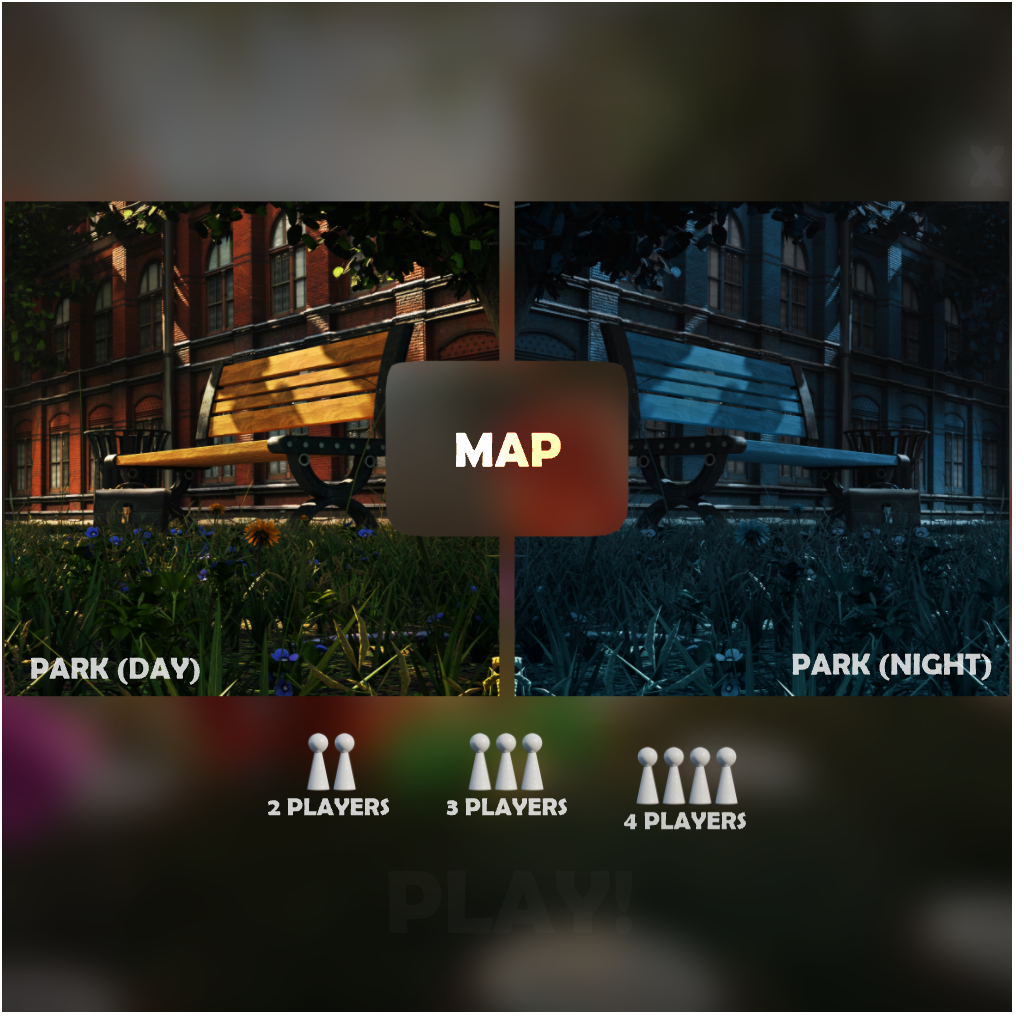 X
MAP
PARK (DAY)
PARK (NIGHT)
2 PLAYERS
3 PLAYERS
4 PLAYERS
PLAY!